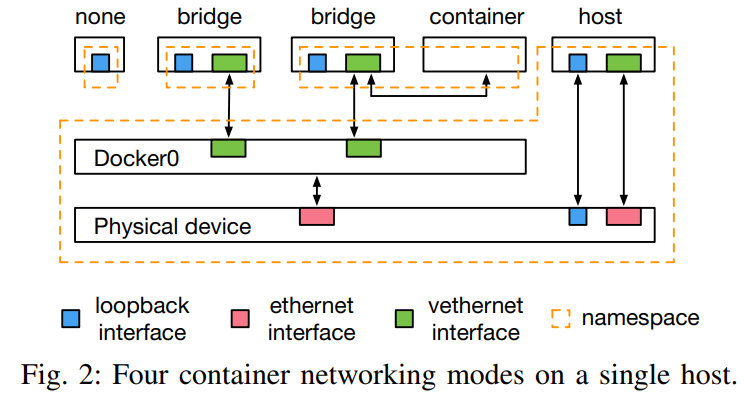 none bridge bridge container host
Docker0
Physical device
loopback interface
ethernet interface
vethernet interface
namespace
Fig. 2: Four container networking modes on a single host.